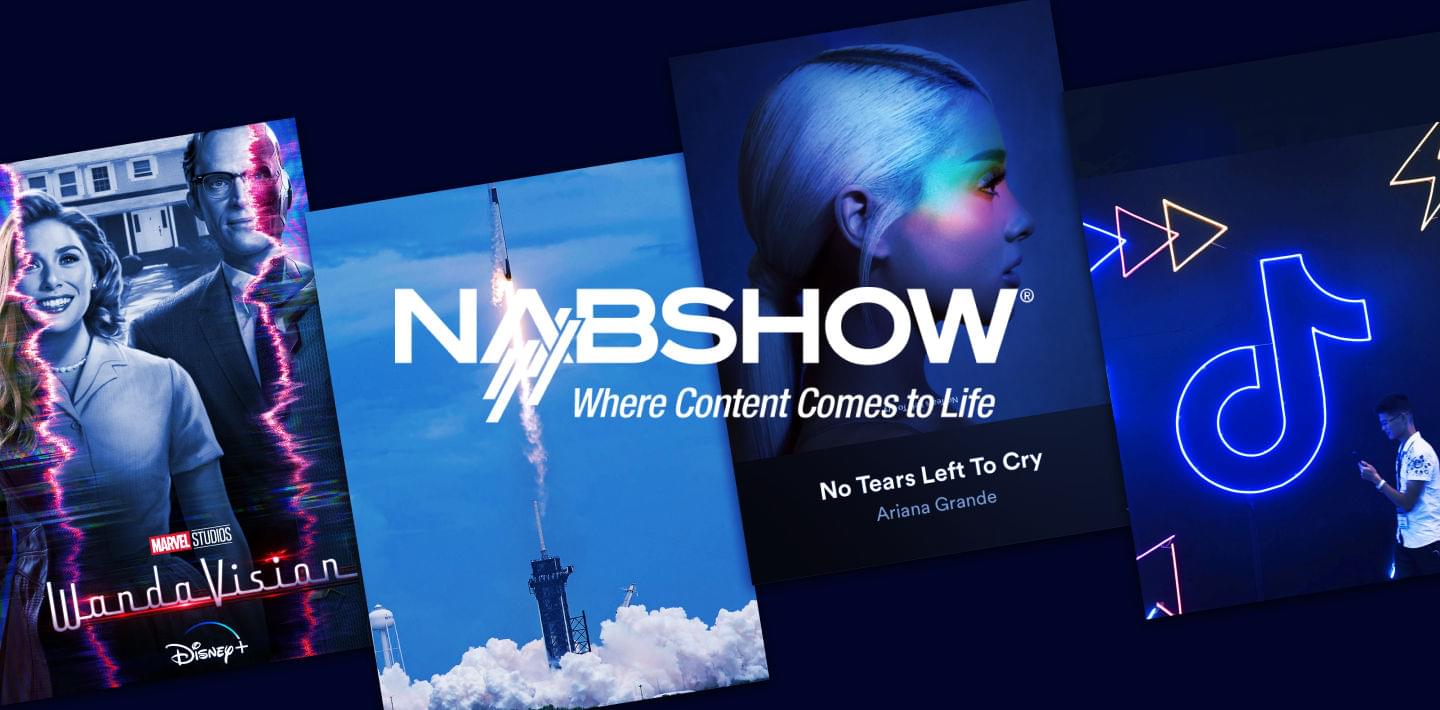 NABSHOW®
Where Content Comes to Life
MARVEL STUDIOS
WandaVision
Disney+
No Tears Left To Cry
Ariana Grande